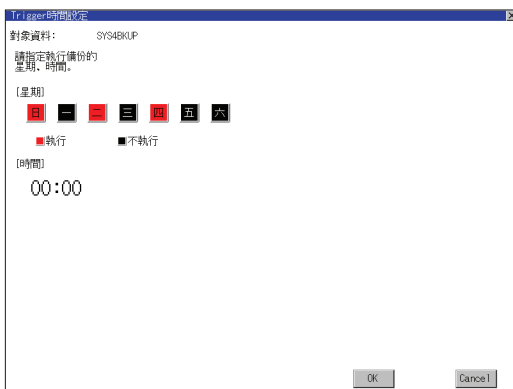 Trigger時間設定
對象資料: SYS4BKUP
請指定執行備份的
星期、時間。
[星期]
日 一 二 三 四 五 六
■執行 ■不執行
[時間]
00:00
OK Cancel